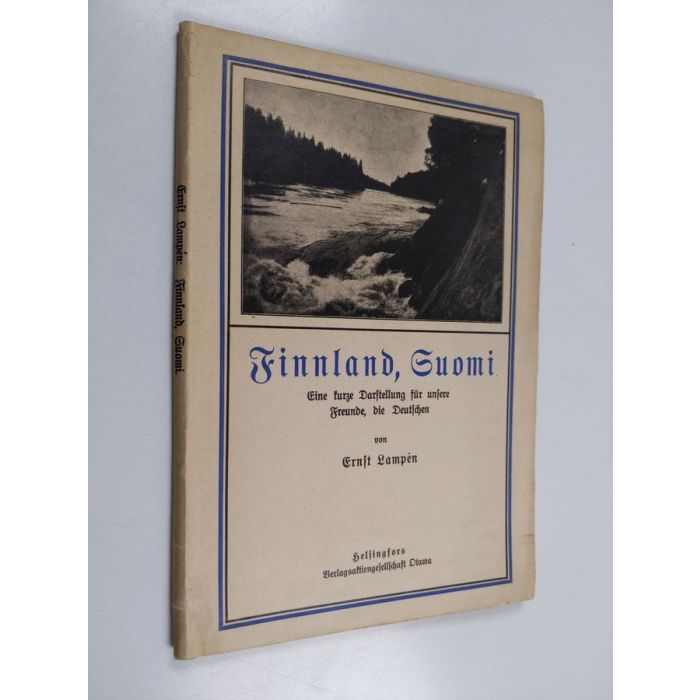 Ernst Lampén: Finnland, Suomi.
Finnland, Suomi
Eine kurze Darstellung für unsere
Freunde, die Deutschen
von
Ernst Lampén
Helsingfors
Verlagsaktiengesellschaft Otawa